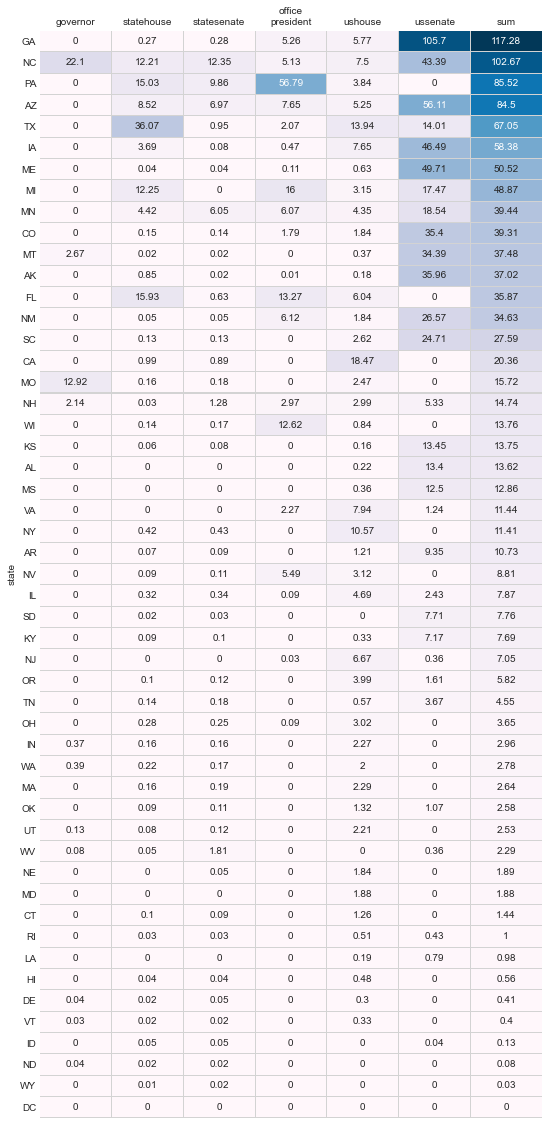 office
governor statehouse statesenate president ushouse ussenate sum
GA 0 0.27 0.28 5.26 5.77 105.7 117.28
NC 22.1 12.21 12.35 5.13 7.5 43.39 102.67
PA 0 15.03 9.86 56.79 3.84 0 85.52
AZ 0 8.52 6.97 7.65 5.25 56.11 84.5
TX 0 36.07 0.95 2.07 13.94 14.01 67.05
IA 0 3.69 0.08 0.47 7.65 46.49 58.38
ME 0 0.04 0.04 0.11 0.63 49.71 50.52
MI 0 12.25 0 16 3.15 17.47 48.87
MN 0 4.42 6.05 6.07 4.35 18.54 39.44
CO 0 0.15 0.14 1.79 1.84 35.4 39.31
MT 2.67 0.02 0.02 0 0.37 34.39 37.48
AK 0 0.85 0.02 0.01 0.18 35.96 37.02
FL 0 15.93 0.63 13.27 6.04 0 35.87
NM 0 0.05 0.05 6.12 1.84 26.57 34.63
SC 0 0.13 0.13 0 2.62 24.71 27.59
CA 0 0.99 0.89 0 18.47 0 20.36
MO 12.92 0.16 0.18 0 2.47 0 15.72
NH 2.14 0.03 1.28 2.97 2.99 5.33 14.74
WI 0 0.14 0.17 12.62 0.84 0 13.76
KS 0 0.06 0.08 0 0.16 13.45 13.75
AL 0 0 0 0 0.22 13.4 13.62
MS 0 0 0 0 0.36 12.5 12.86
VA 0 0 0 2.27 7.94 1.24 11.44
NY 0 0.42 0.43 0 10.57 0 11.41
AR 0 0.07 0.09 0 1.21 9.35 10.73
state
NV 0 0.09 0.11 5.49 3.12 0 8.81
IL 0 0.32 0.34 0.09 4.69 2.43 7.87
SD 0 0.02 0.03 0 0 7.71 7.76
KY 0 0.09 0.1 0 0.33 7.17 7.69
NJ 0 0 0 0.03 6.67 0.36 7.05
OR 0 0.1 0.12 0 3.99 1.61 5.82
TN 0 0.14 0.18 0 0.57 3.67 4.55
OH 0 0.28 0.25 0.09 3.02 0 3.65
IN 0.37 0.16 0.16 0 2.27 0 2.96
WA 0.39 0.22 0.17 0 2 0 2.78
MA 0 0.16 0.19 0 2.29 0 2.64
OK 0 0.09 0.11 0 1.32 1.07 2.58
UT 0.13 0.08 0.12 0 2.21 0 2.53
WV 0.08 0.05 1.81 0 0 0.36 2.29
NE 0 0 0.05 0 1.84 0 1.89
MD 0 0 0 0 1.88 0 1.88
CT 0 0.1 0.09 0 1.26 0 1.44
RI 0 0.03 0.03 0 0.51 0.43 1
LA 0 0 0 0 0.19 0.79 0.98
HI 0 0.04 0.04 0 0.48 0 0.56
DE 0.04 0.02 0.05 0 0.3 0 0.41
VT 0.03 0.02 0.02 0 0.33 0 0.4
ID 0 0.05 0.05 0 0 0.04 0.13
ND 0.04 0.02 0.02 0 0 0 0.08
WY 0 0.01 0.02 0 0 0 0.03
DC 0 0 0 0 0 0 0